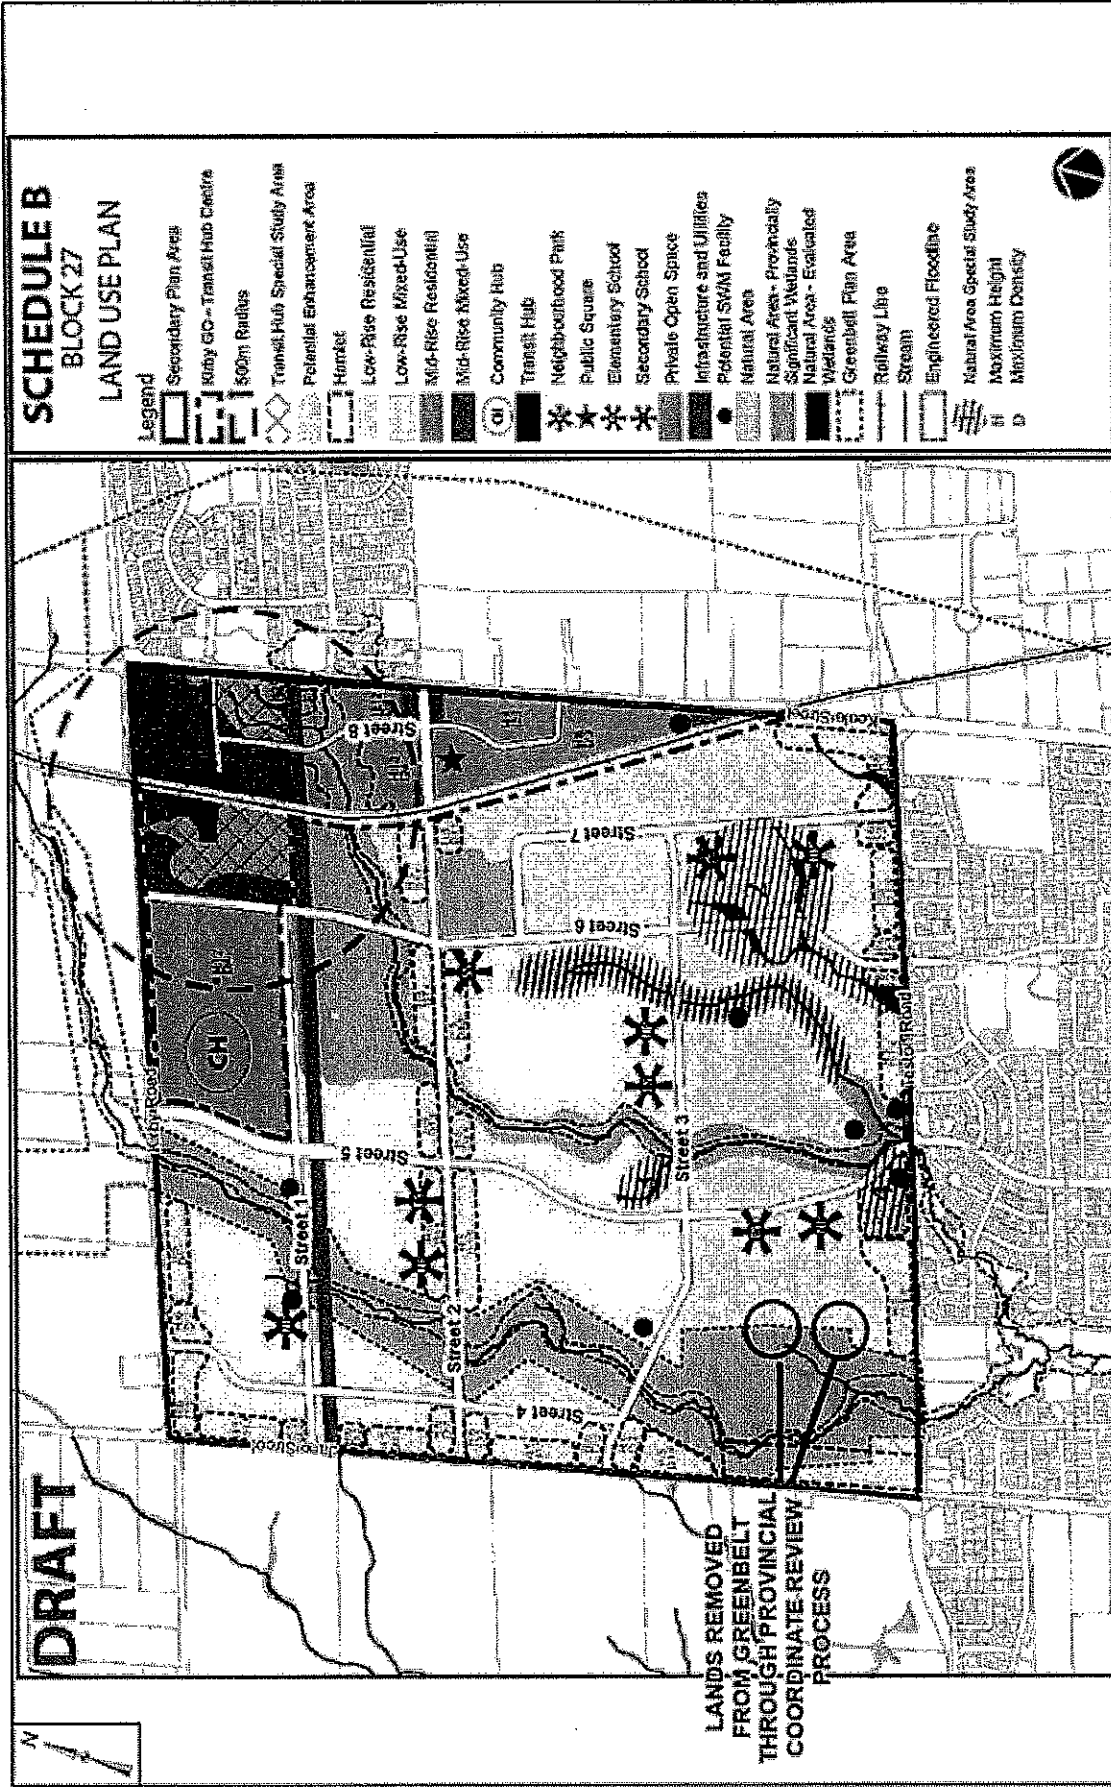 DRAFT
SCHEDULE B
BLOCK 27
LAND USE PLAN
Legend
Secondary Plan Area
Kirby GO - Transit Hub Centre
500m Radius
Transit Hub Special Study Area
Potential Enhancement Area
Hamlet
Low-Rise Residential
Low-Rise Mixed-Use
Mid-Rise Residential
Mid-Rise Mixed-Use
CH
Community Hub
Transit Hub
Neighbourhood Park
Public Square
Elementary School
Secondary School
Private Open Space
Infrastructure and Utilities
Potential SWM Facility
Natural Area
Natural Area - Provincially
Significant Wetlands
Natural Area - Evaluated
Wetlands
Greenbelt Plan Area
Railway Line
Stream
Engineered Floodline
Natural Area Special Study Area
H Maximum Height
D Maximum Density
N
CH
Street 1
Street 2
Street 3
Street 4
Street 5
Street 6
Street 7
Street 8
Jane Street
Keele Street
Teston Road
LANDS REMOVED
FROM GREENBELT
THROUGH PROVINCIAL
COORDINATE REVIEW
PROCESS